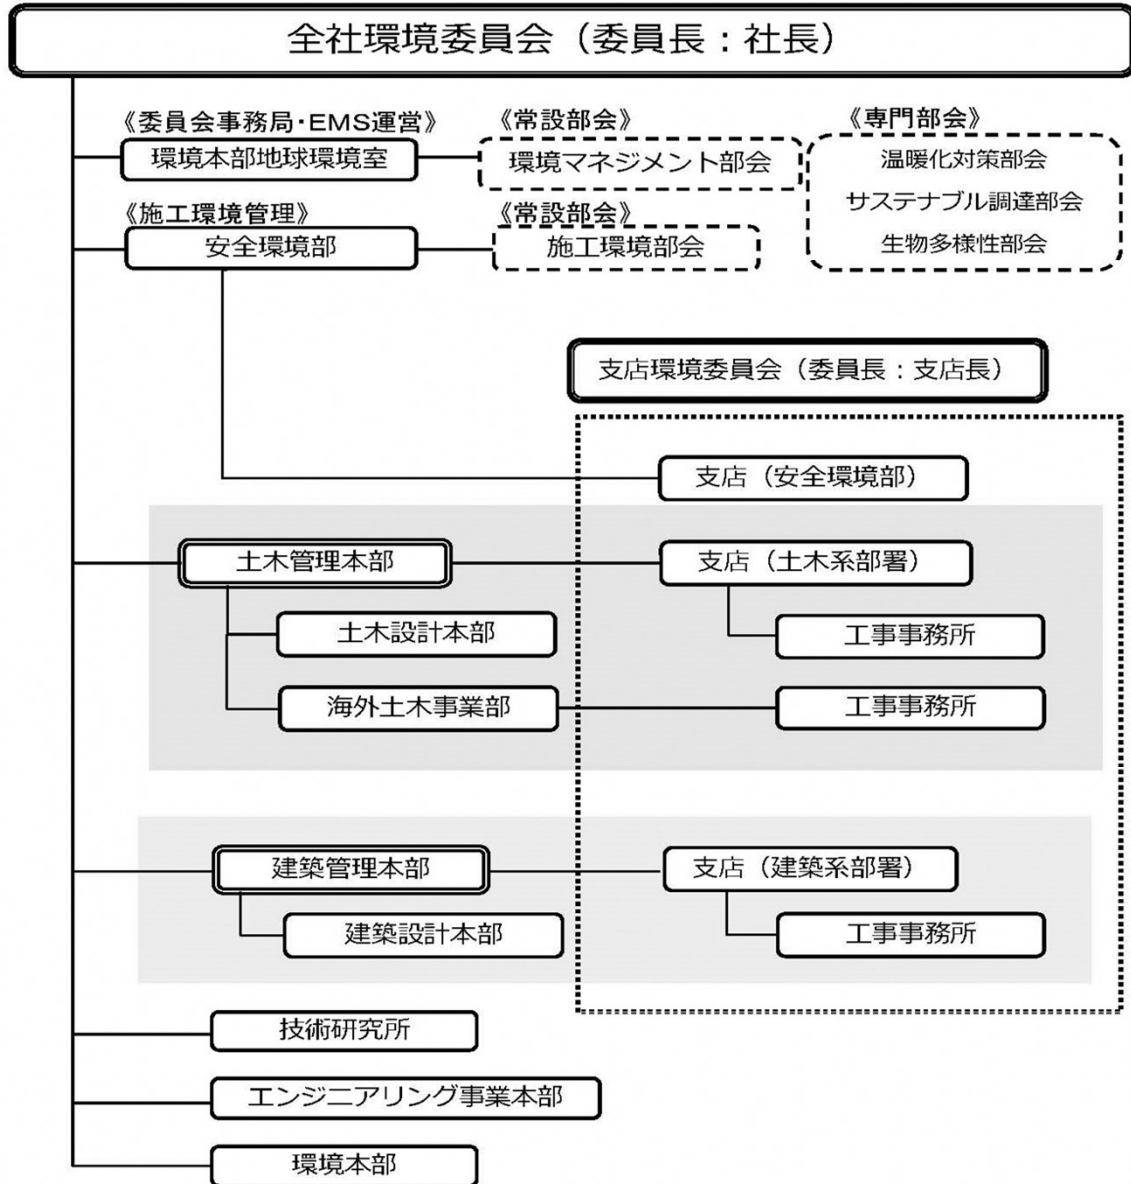 全社環境委員会（委員長：社長）
《委員会事務局･EMS運営》
《常設部会》
《専門部会》
環境本部地球環境室
環境マネジメント部会
温暖化対策部会
サステナブル調達部会
生物多様性部会
《施工環境管理》
《常設部会》
安全環境部
施工環境部会
支店環境委員会（委員長：支店長）
支店（安全環境部）
土木管理本部
支店（土木系部署）
土木設計本部
工事事務所
海外土木事業部
工事事務所
建築管理本部
支店（建築系部署）
建築設計本部
工事事務所
技術研究所
エンジニアリング事業本部
環境本部